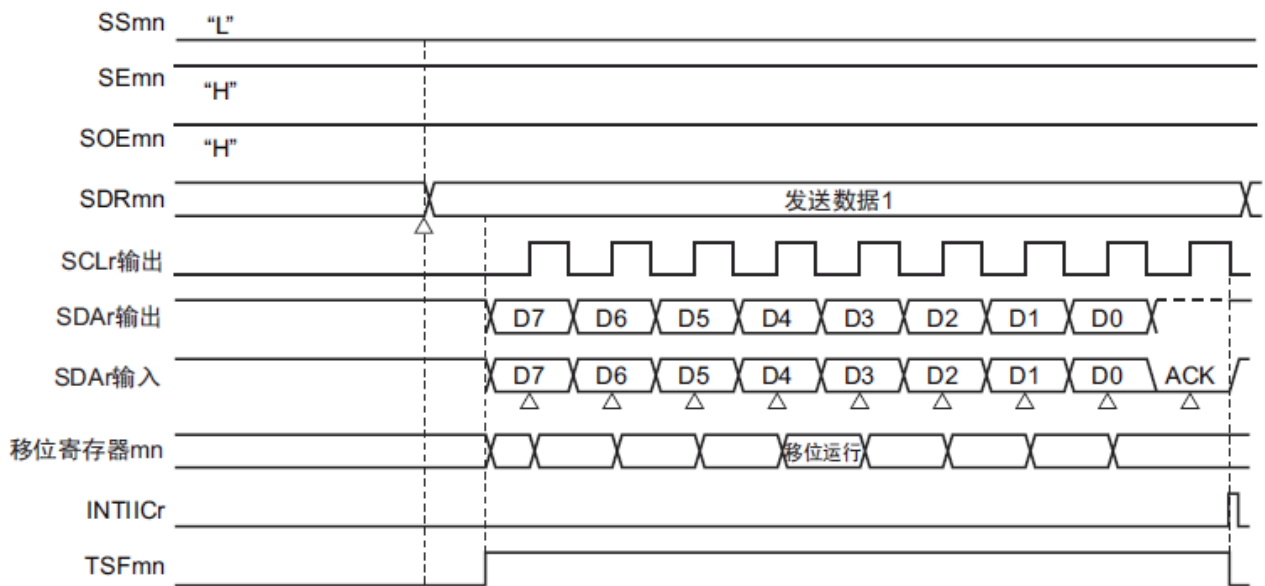 SSmn “L”
SEmn “H”
SOEmn “H”
SDRmn 发送数据1
SCLr输出
SDAr输出 D7 D6 D5 D4 D3 D2 D1 D0
SDAr输入 D7 D6 D5 D4 D3 D2 D1 D0 ACK
移位寄存器mn 移位运行
INTIICr
TSFmn